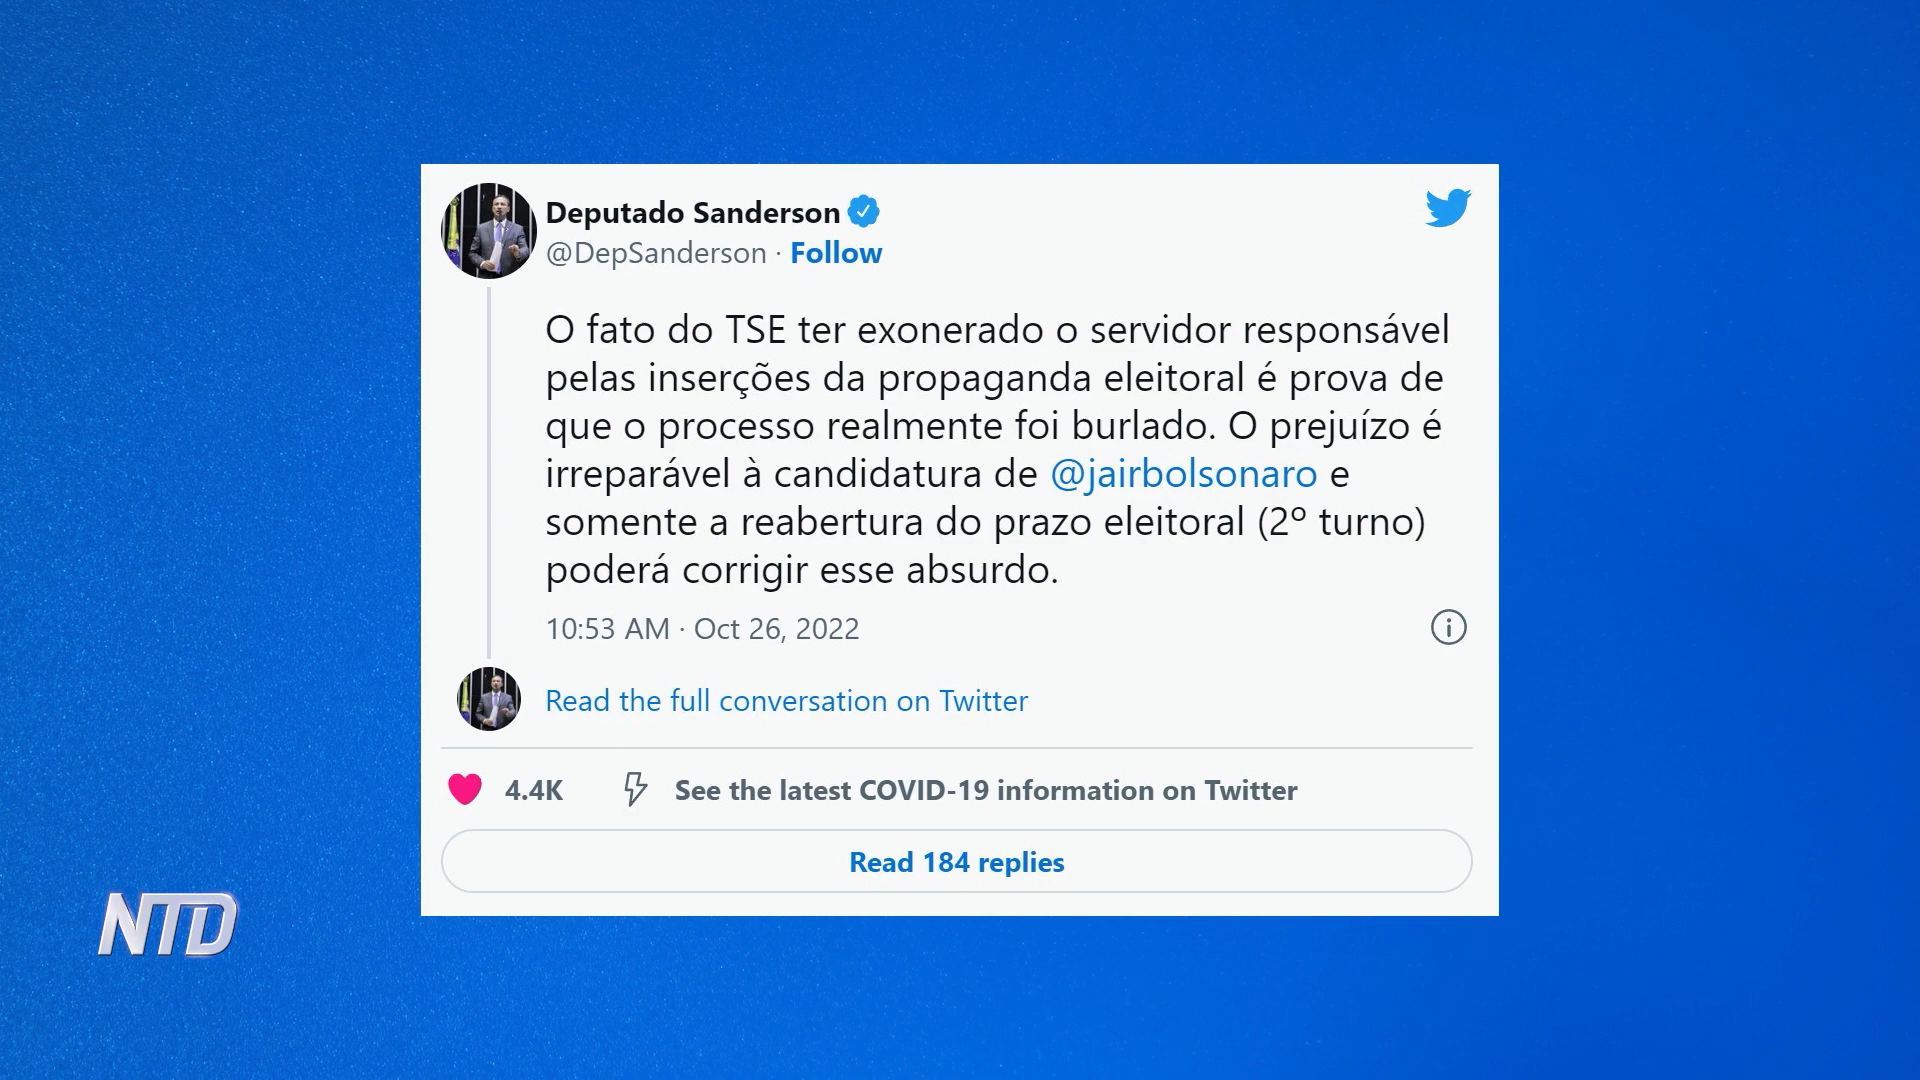 Deputado Sanderson
@DepSanderson · Follow
O fato do TSE ter exonerado o servidor responsável
pelas inserções da propaganda eleitoral é prova de
que o processo realmente foi burlado. O prejuízo é
irreparável à candidatura de @jairbolsonaro e
somente a reabertura do prazo eleitoral (2º turno)
poderá corrigir esse absurdo.
10:53 AM · Oct 26, 2022
Read the full conversation on Twitter
4.4K See the latest COVID-19 information on Twitter
Read 184 replies
NTD